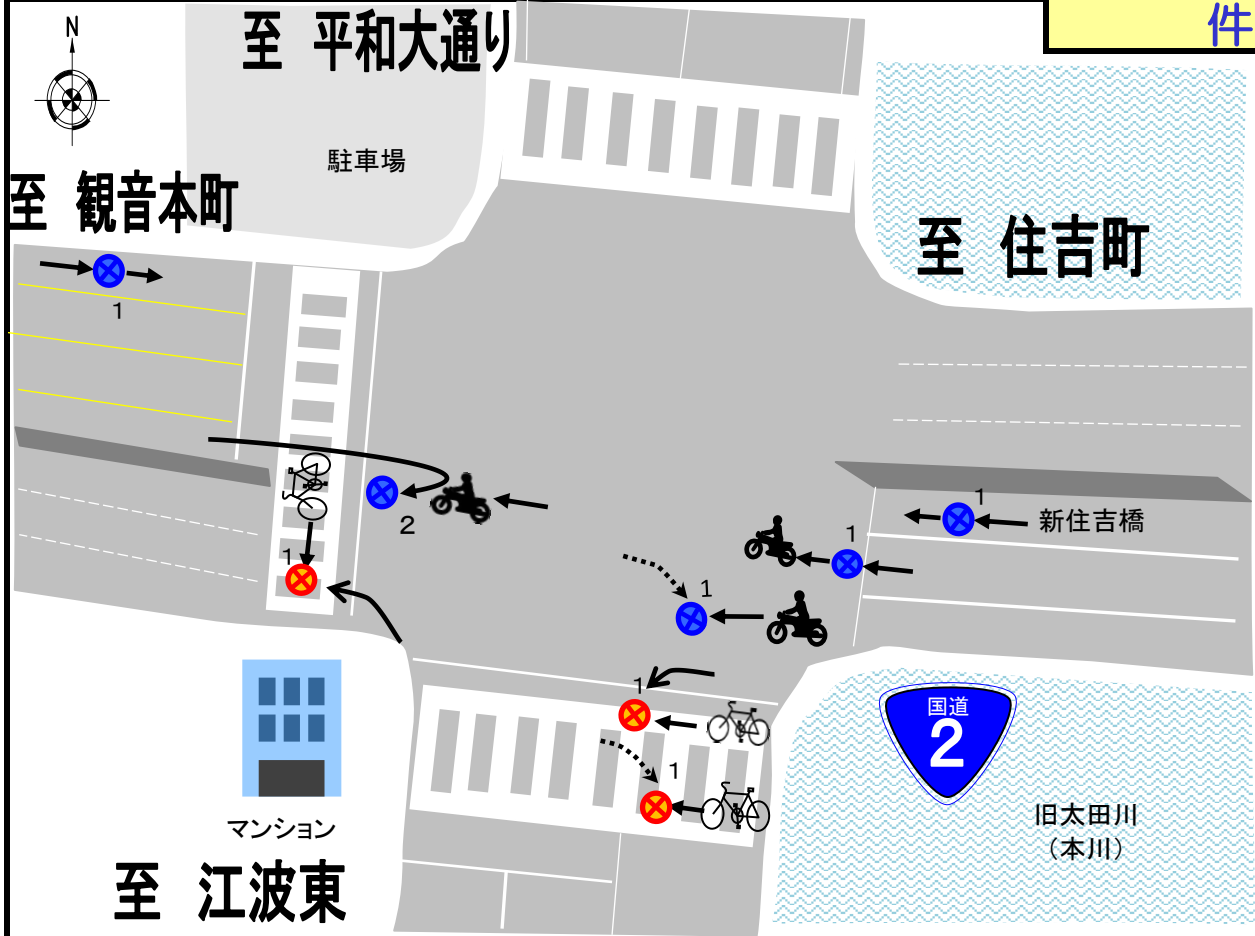 件
N
至 平和大通り
駐車場
至 観音本町
至 住吉町
1
1
新住吉橋
1
2
1
1
1
国道
2
1
マンション
旧太田川
(本川)
至 江波東